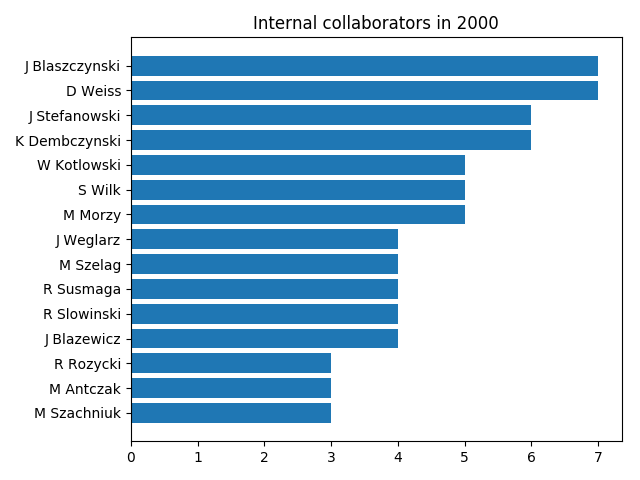 Internal collaborators in 2000
J Blaszczynski
D Weiss
J Stefanowski
K Dembczynski
W Kotlowski
S Wilk
M Morzy
J Weglarz
M Szelag
R Susmaga
R Slowinski
J Blazewicz
R Rozycki
M Antczak
M Szachniuk
0 1 2 3 4 5 6 7